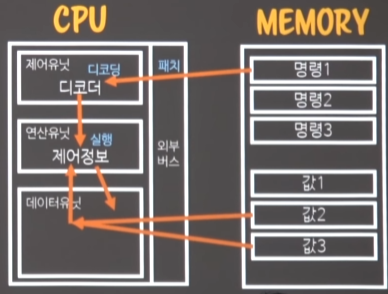 CPU
MEMORY
제어유닛
디코딩
디코더
패치
연산유닛
실행
제어정보
외부
버스
데이터유닛
명령1
명령2
명령3
값1
값2
값3